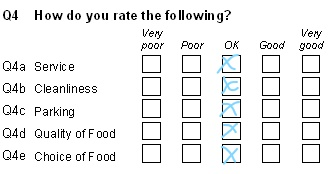 Q4 How do you rate the following?
Very poor Poor OK Good Very good
Q4a Service
Q4b Cleanliness
Q4c Parking
Q4d Quality of Food
Q4e Choice of Food